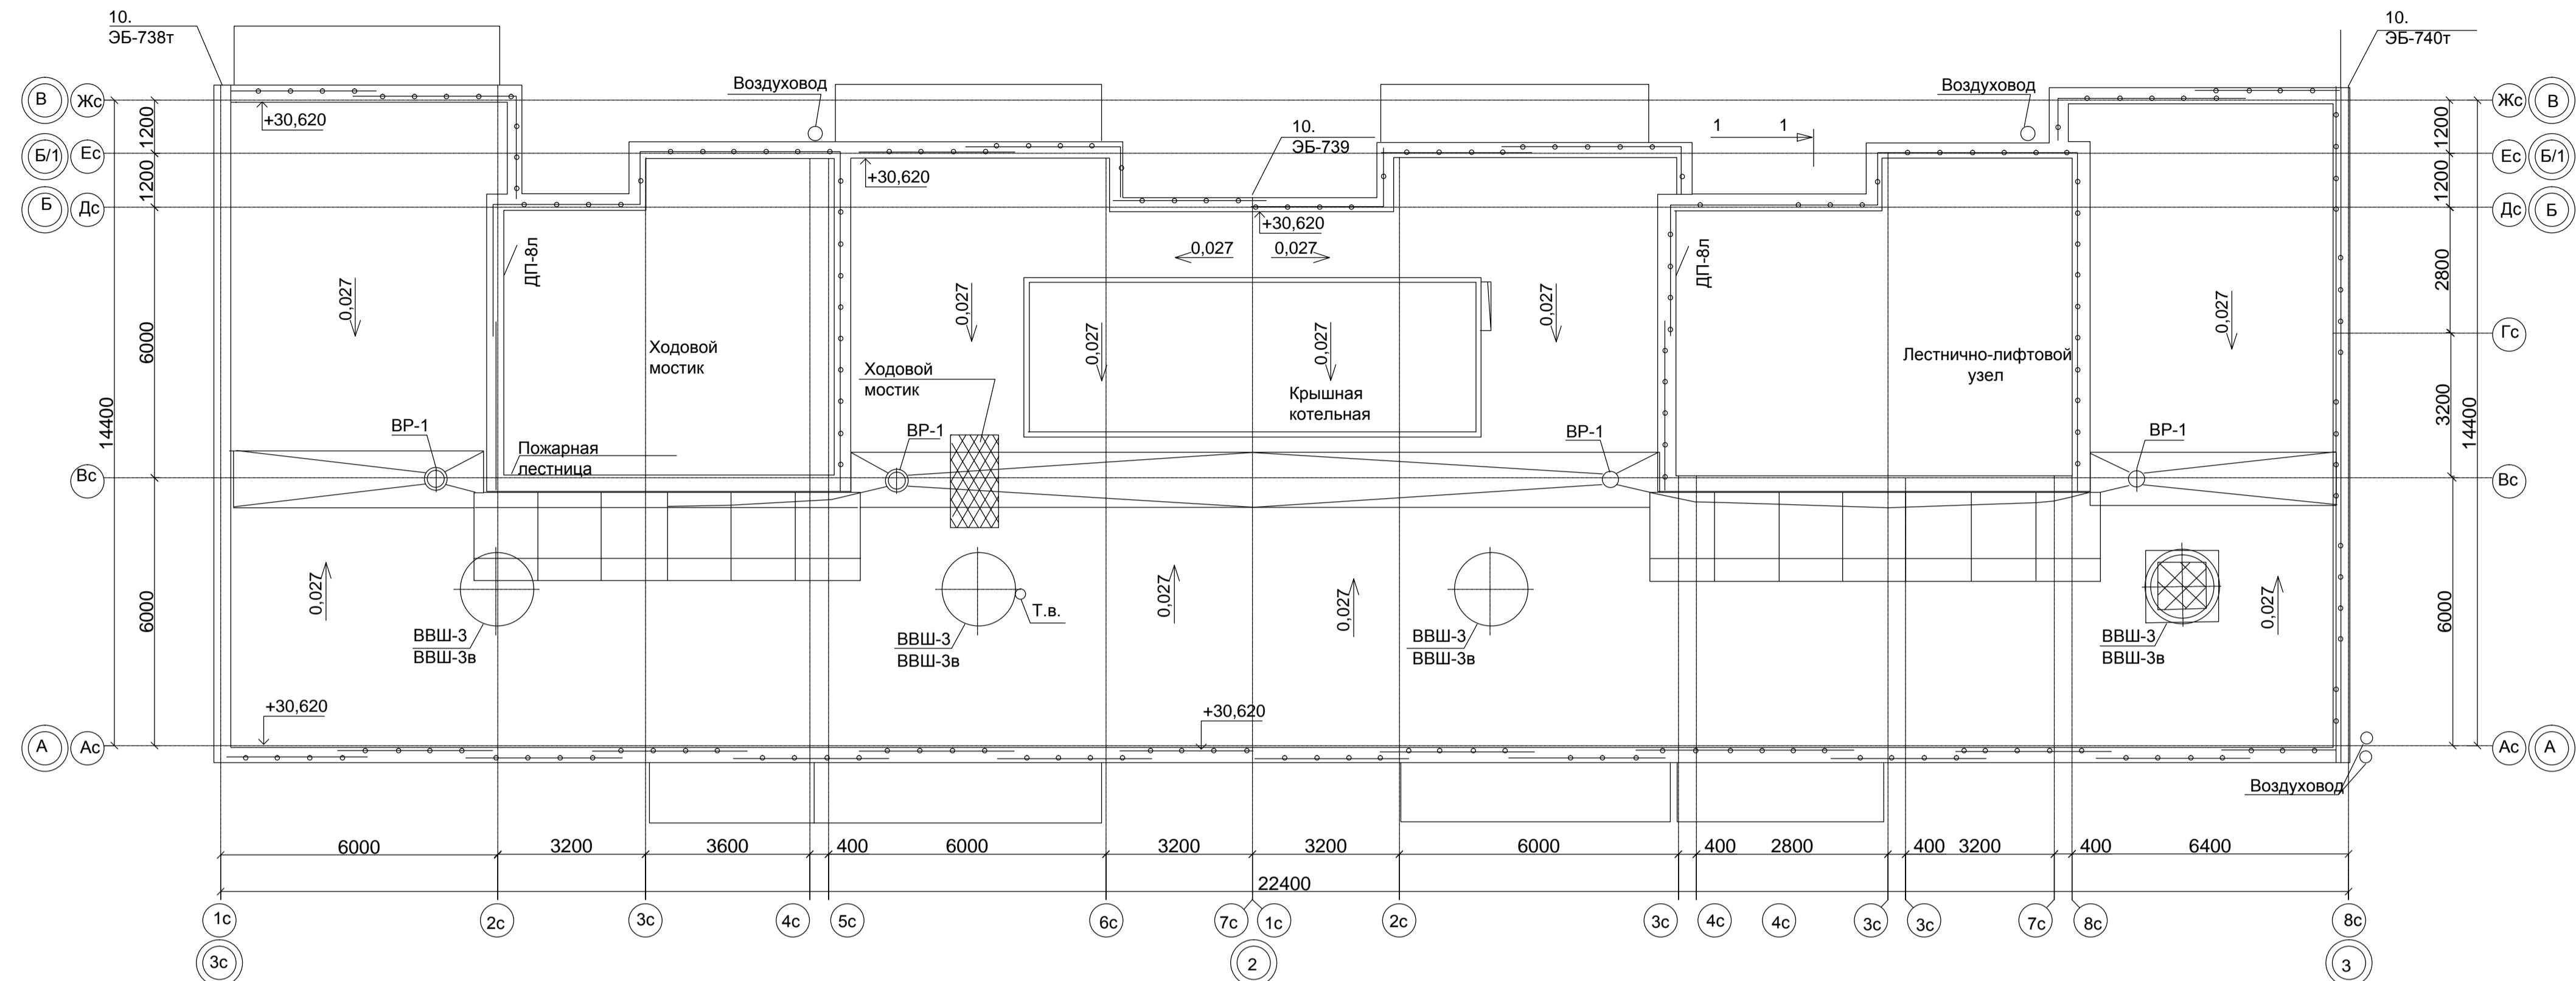 10.
ЭБ-738т
10.
ЭБ-740т
Воздуховод
Воздуховод
10.
ЭБ-739
1 1
В Жс
Б/1 Ес
Б Дс
Жс В
Ес Б/1
Дс Б
1200
1200
1200
1200
+30,620
+30,620
+30,620
0,027 0,027
ДП-8л
ДП-8л
0,027
0,027
0,027
0,027
0,027
0,027
6000
14400
2800
Гс
3200
14400
Ходовой
мостик
Ходовой
мостик
Крышная
котельная
Лестнично-лифтовой
узел
ВР-1
ВР-1
ВР-1
ВР-1
Пожарная
лестница
Вс
Вс
0,027
0,027
0,027
0,027
6000
6000
Т.в.
ВВШ-3
ВВШ-3в
ВВШ-3
ВВШ-3в
ВВШ-3
ВВШ-3в
ВВШ-3
ВВШ-3в
+30,620
+30,620
А Ас
Ас А
Воздуховод
6000 3200 3600 400 6000 3200 3200 6000 400 2800 400 3200 400 6400
22400
1с 2с 3с 4с 5с 6с 7с 1с 2с 3с 4с 4с 3с 3с 7с 8с 8с
3с 2 3